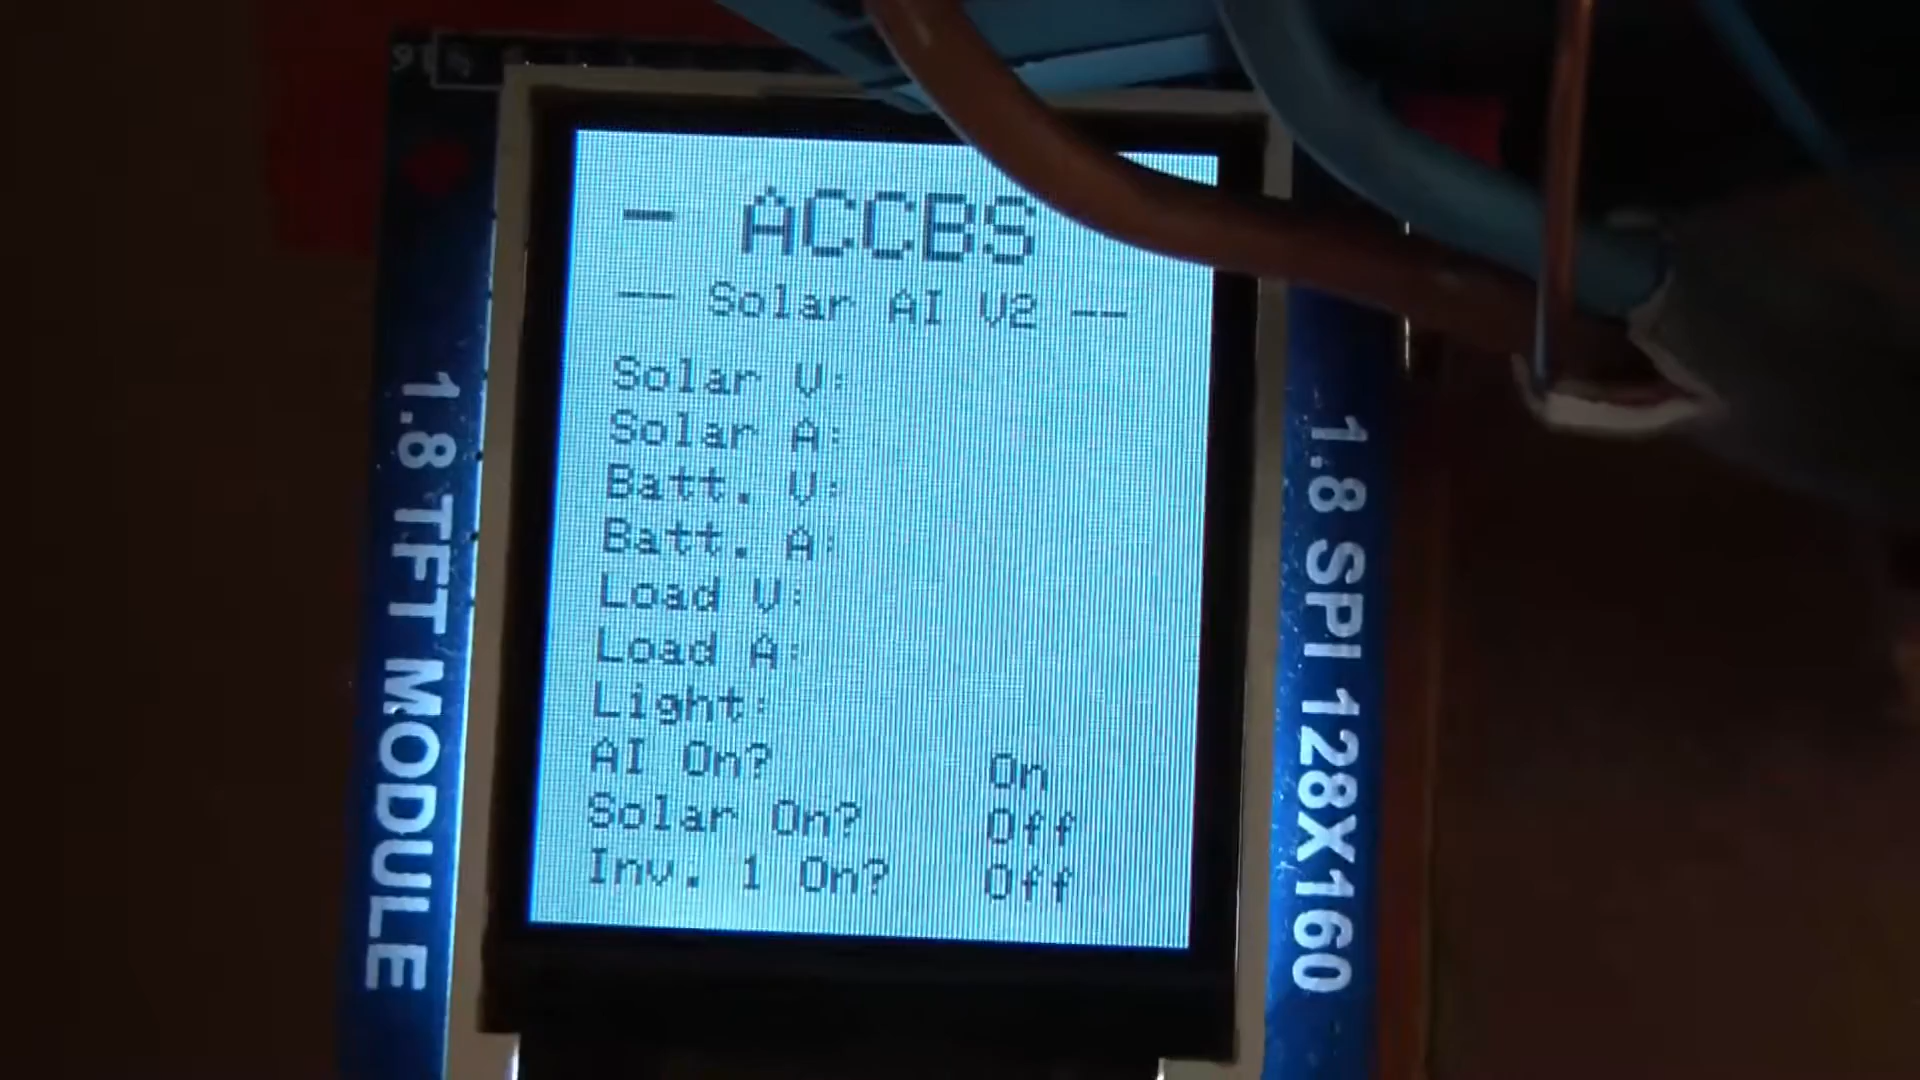 - ACCBS
-- Solar AI V2 --
Solar V:
Solar A:
Batt. V:
Batt. A:
Load V:
Load A:
Light:
AI On? On
Solar On? Off
Inv. 1 On? Off
1.8 TFT MODULE
1.8 SPI 128X160